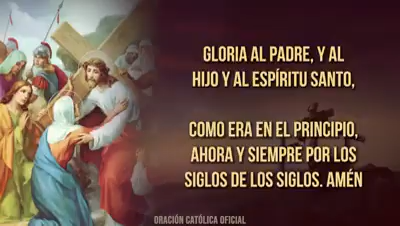 GLORIA AL PADRE, Y AL
HIJO Y AL ESPÍRITU SANTO,
COMO ERA EN EL PRINCIPIO,
AHORA Y SIEMPRE POR LOS
SIGLOS DE LOS SIGLOS. AMÉN
ORACIÓN CATÓLICA OFICIAL